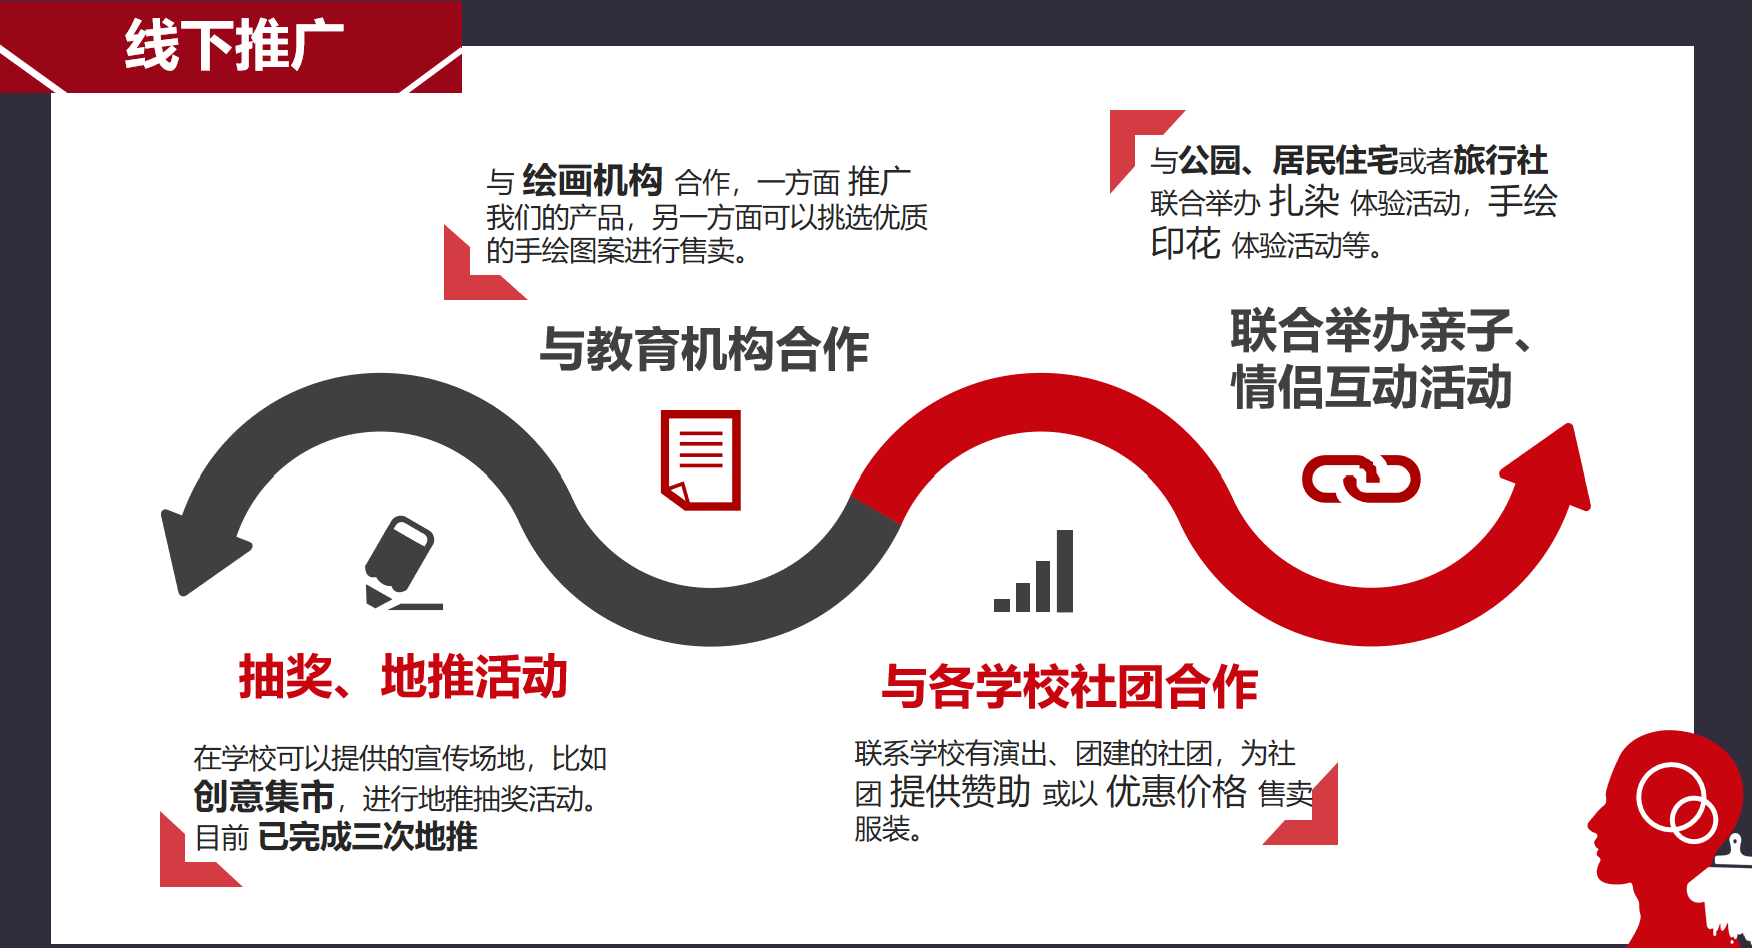 线下推广
与 绘画机构 合作，一方面 推广
我们的产品，另一方面可以挑选优质
的手绘图案进行售卖。
与教育机构合作
与公园、居民住宅或者旅行社
联合举办 扎染 体验活动，手绘
印花 体验活动等。
联合举办亲子、
情侣互动活动
抽奖、地推活动
在学校可以提供的宣传场地，比如
创意集市，进行地推抽奖活动。
目前 已完成三次地推
与各学校社团合作
联系学校有演出、团建的社团，为社
团 提供赞助 或以 优惠价格 售卖
服装。